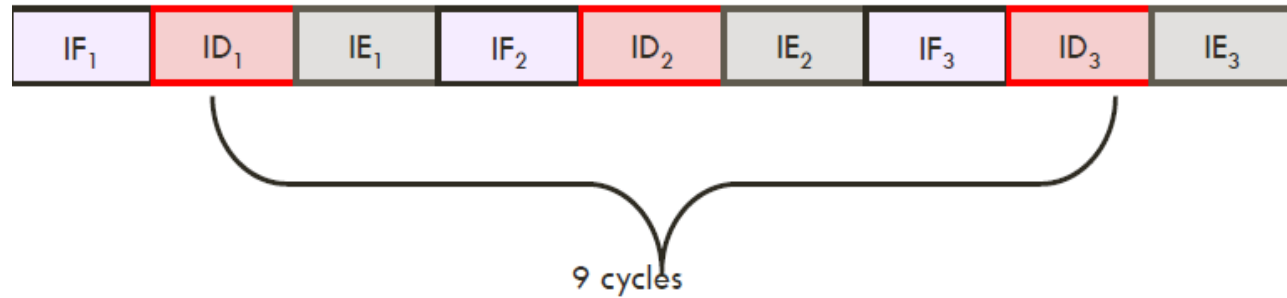 IF₁ ID₁ IE₁ IF₂ ID₂ IE₂ IF₃ ID₃ IE₃
9 cycles